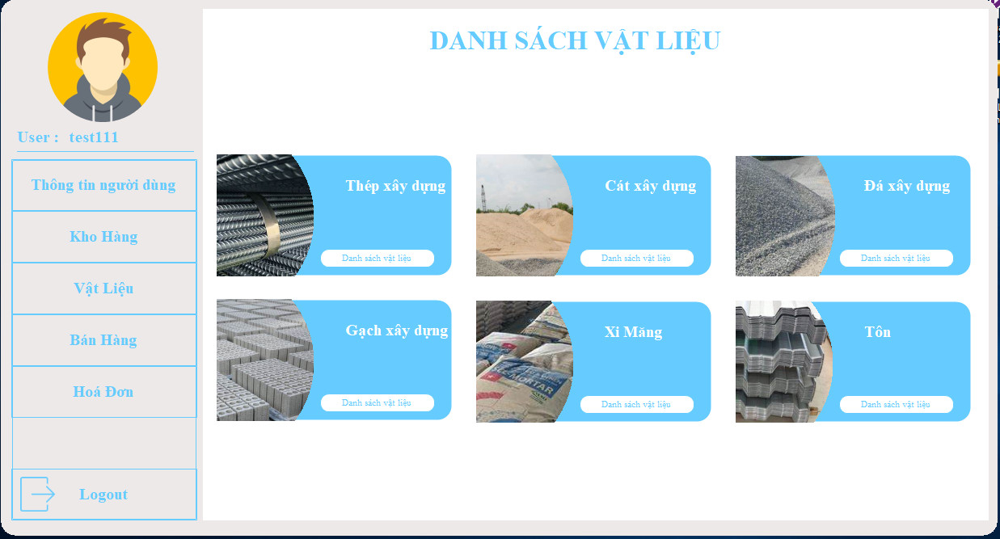 DANH SÁCH VẬT LIỆU
User : test111
Thông tin người dùng
Kho Hàng
Vật Liệu
Bán Hàng
Hoá Đơn
Logout
Thép xây dựng
Danh sách vật liệu
Cát xây dựng
Danh sách vật liệu
Đá xây dựng
Danh sách vật liệu
Gạch xây dựng
Danh sách vật liệu
Xi Măng
MORTAR
Danh sách vật liệu
Tôn
Danh sách vật liệu